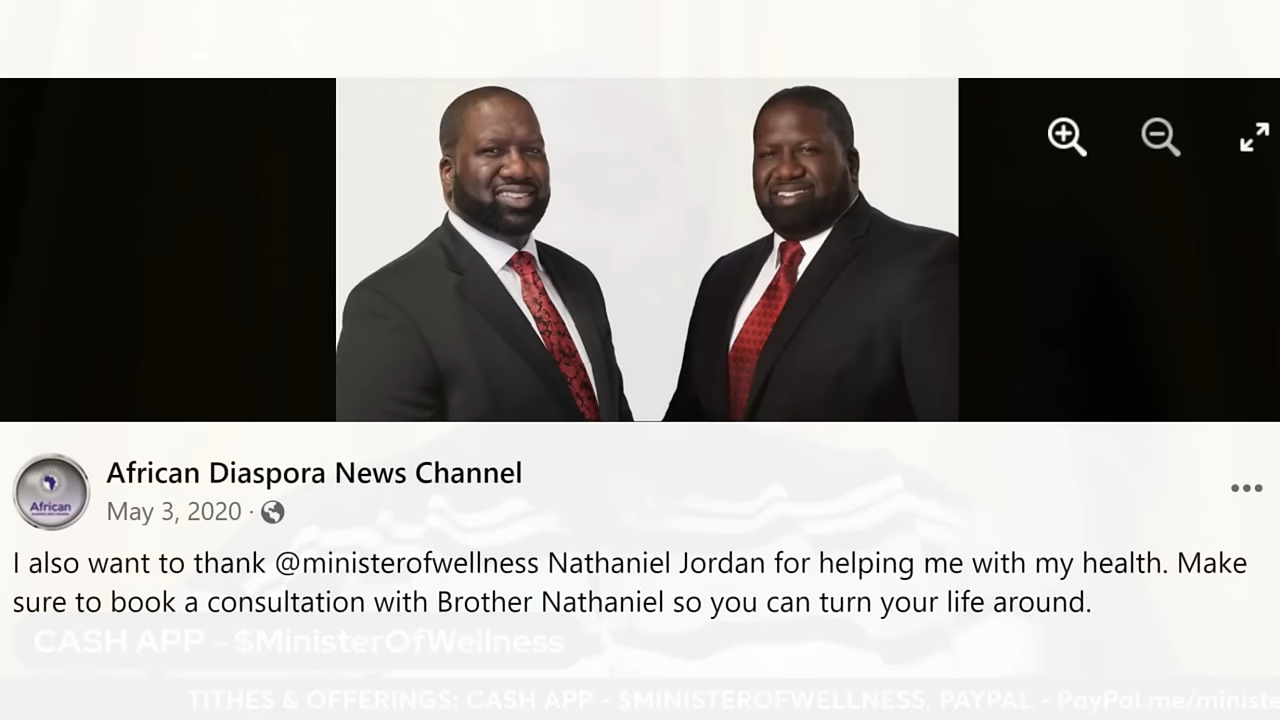 African Diaspora News Channel
African
May 3, 2020 ·
I also want to thank @ministerofwellness Nathaniel Jordan for helping me with my health. Make
sure to book a consultation with Brother Nathaniel so you can turn your life around.
CASH APP - $MinisterOfWellness
TITHES & OFFERINGS: CASH APP - $MINISTEROFWELLNESS, PAYPAL - PayPal.me/ministe